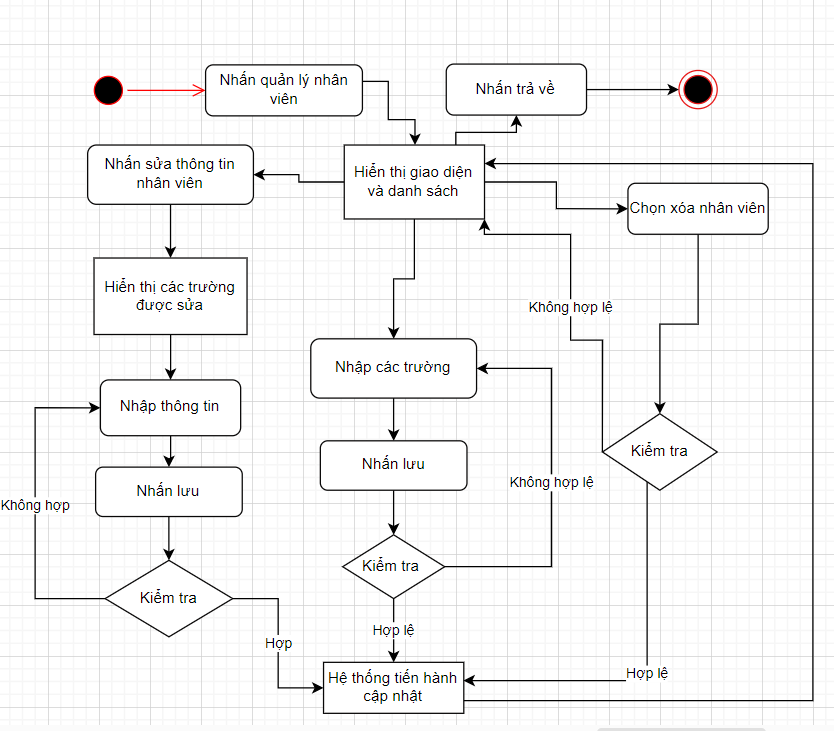 Nhấn quản lý nhân
viên
Nhấn trả về
Nhấn sửa thông tin
nhân viên
Hiển thị giao diện
và danh sách
Chọn xóa nhân viên
Hiển thị các trường
được sửa
Không hợp lệ
Nhập các trường
Nhập thông tin
Kiểm tra
Nhấn lưu
Nhấn lưu
Không hợp lệ
Không hợp
Kiểm tra
Kiểm tra
Hợp lệ
Hợp
Hợp lệ
Hệ thống tiến hành
cập nhật